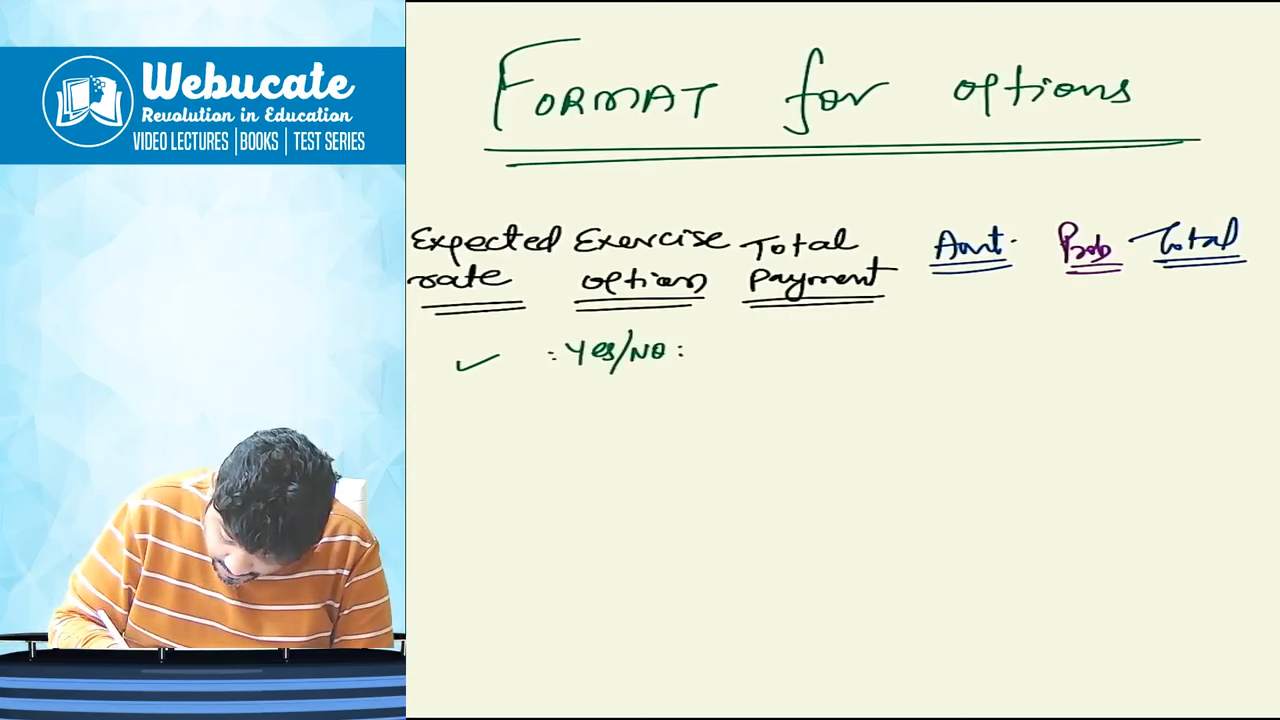 Webucate
Revolution in Education
VIDEO LECTURES | BOOKS | TEST SERIES
FORMAT for options
Expected Exercise Total Amt. Prob Total
rate option Payment
✓ : Yes/No :